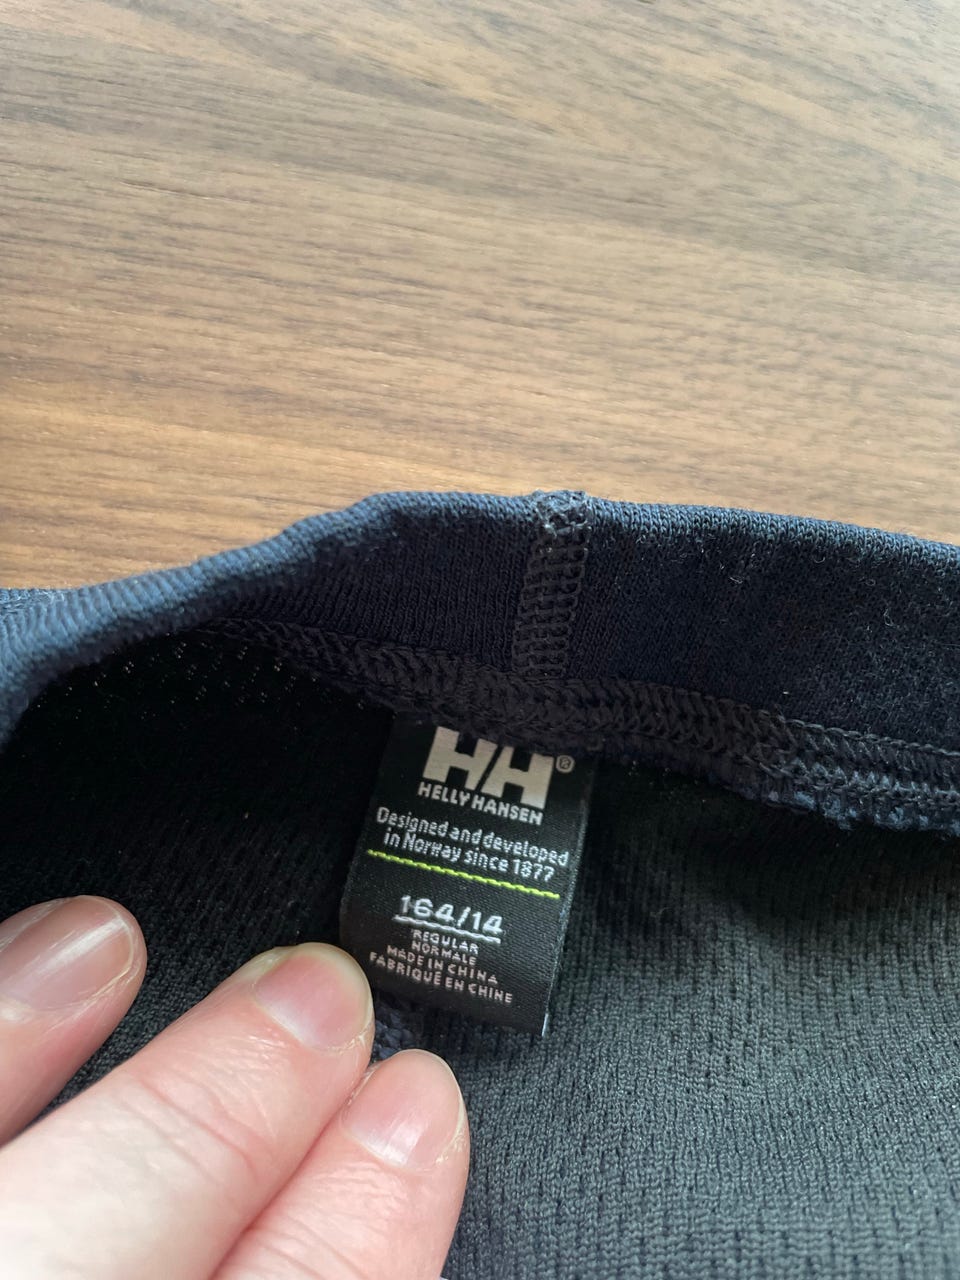 H/H®
HELLY HANSEN
Designed and developed
in Norway since 1877
164/14
REGULAR
NORMALE
MADE IN CHINA
FABRIQUÉ EN CHINE